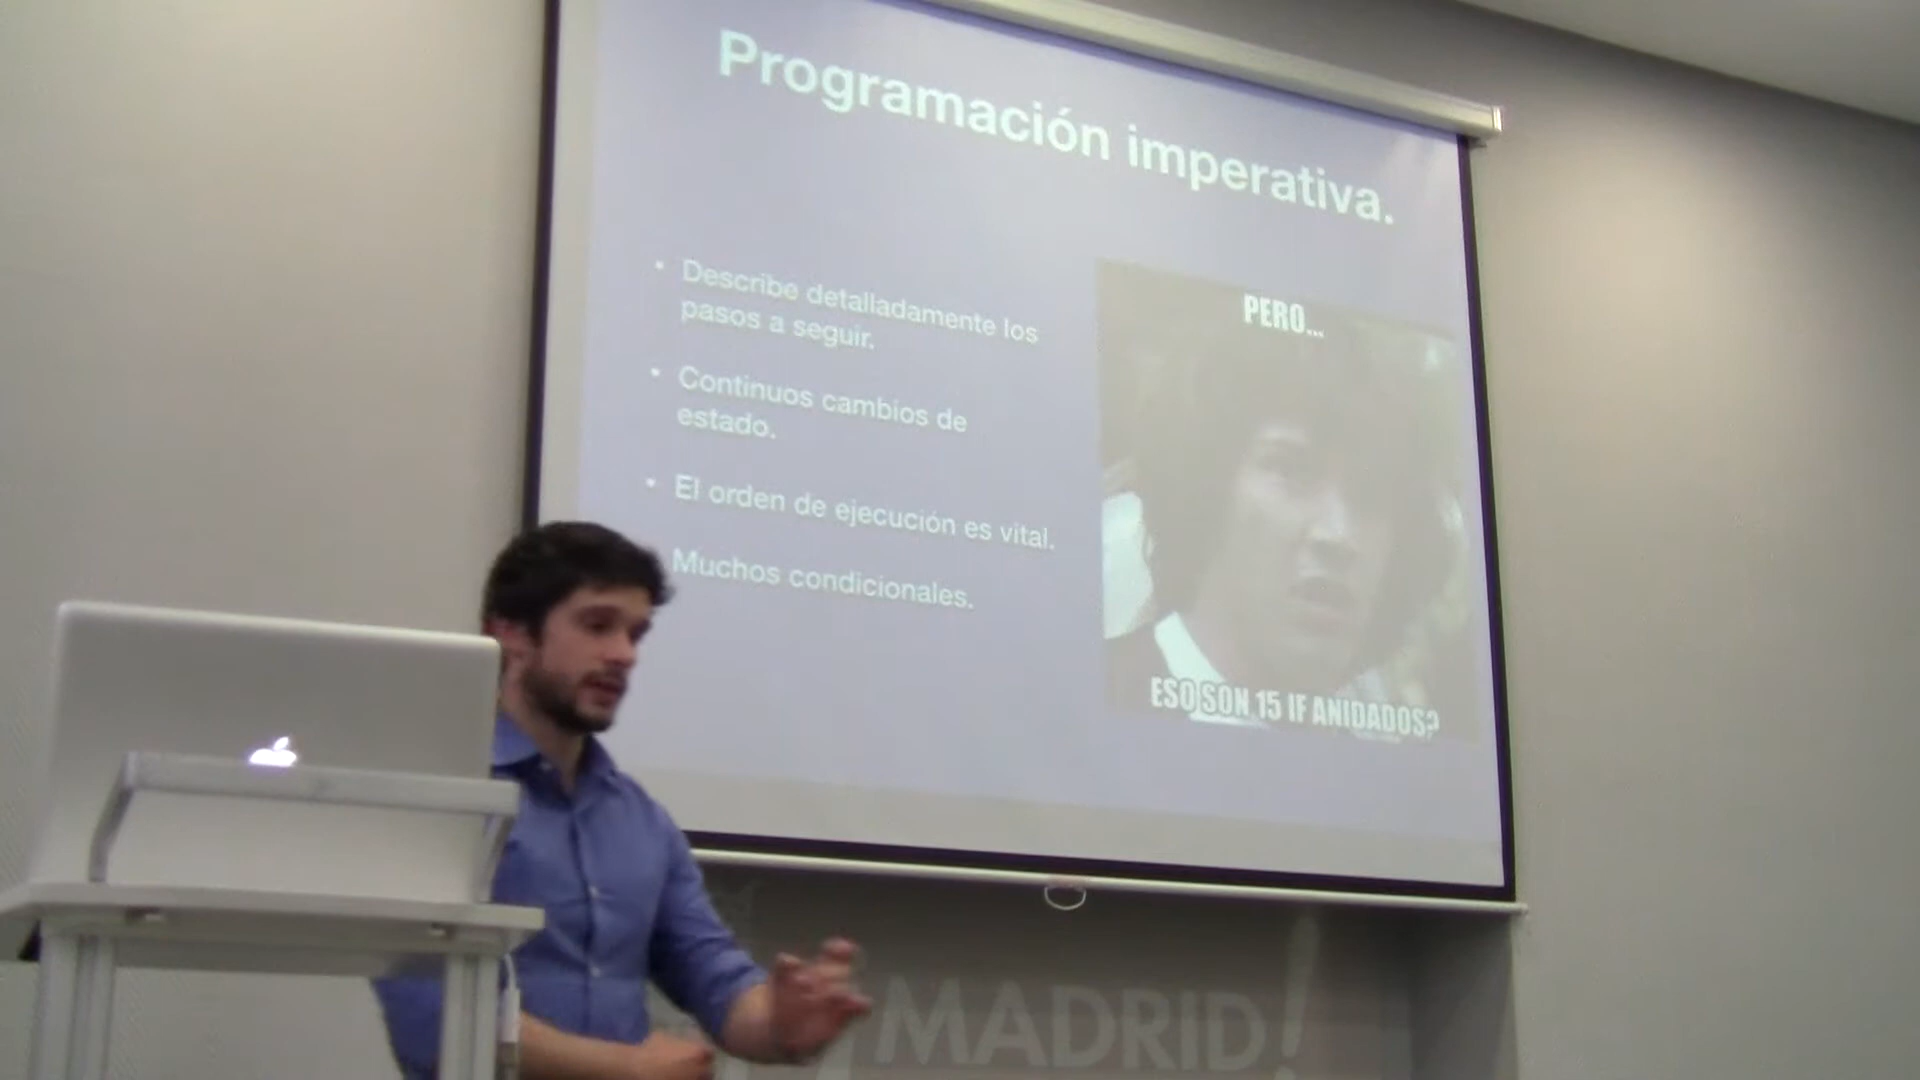 Programación imperativa.
• Describe detalladamente los
pasos a seguir.
• Continuos cambios de
estado.
• El orden de ejecución es vital.
Muchos condicionales.
PERO...
ESO SON 15 IF ANIDADOS?
¡MADRID!